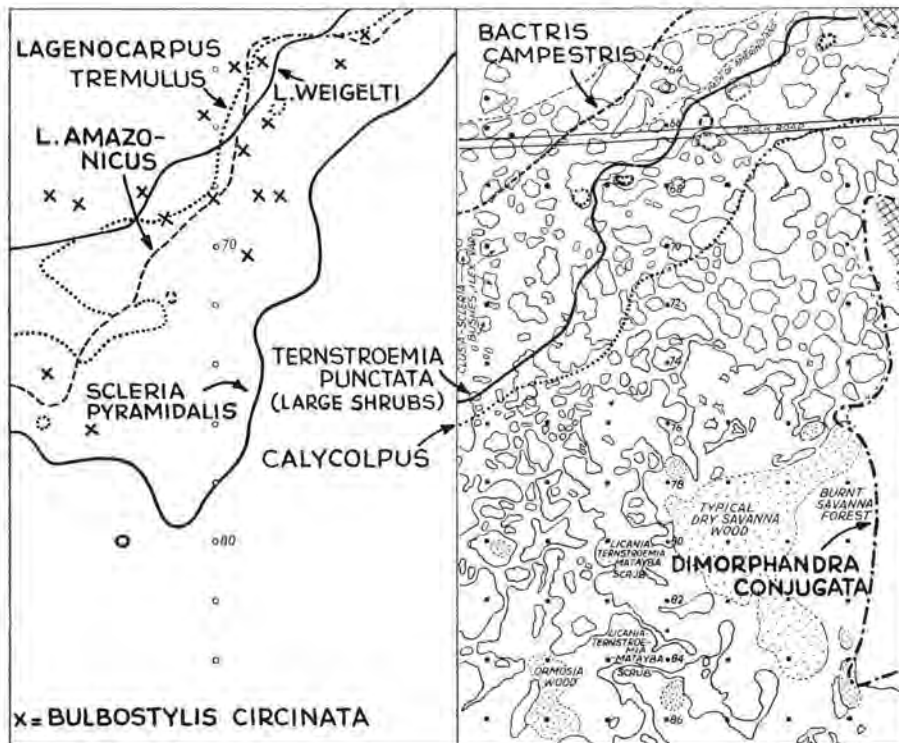 LAGENOCARPUS
TREMULUS
L. WEIGELTI
L. AMAZO-
NICUS
70
SCLERIA
PYRAMIDALIS
80
X = BULBOSTYLIS CIRCINATA
BACTRIS
CAMPESTRIS
64
66
TRUCK ROAD
68
70
72
74
76
78
TERNSTROEMIA
PUNCTATA
(LARGE SHRUBS)
CALYCOLPUS
TYPICAL
DRY SAVANNA
WOOD
BURNT
SAVANNA
FOREST
80
LICANIA
TERNSTROEMIA
MATAYBA
SCRUB
DIMORPHANDRA
CONJUGATA
82
LICANIA-
TERNSTROE-
MIA
MATAYBA
SCRUB
84
ORMOSIA
WOOD
86